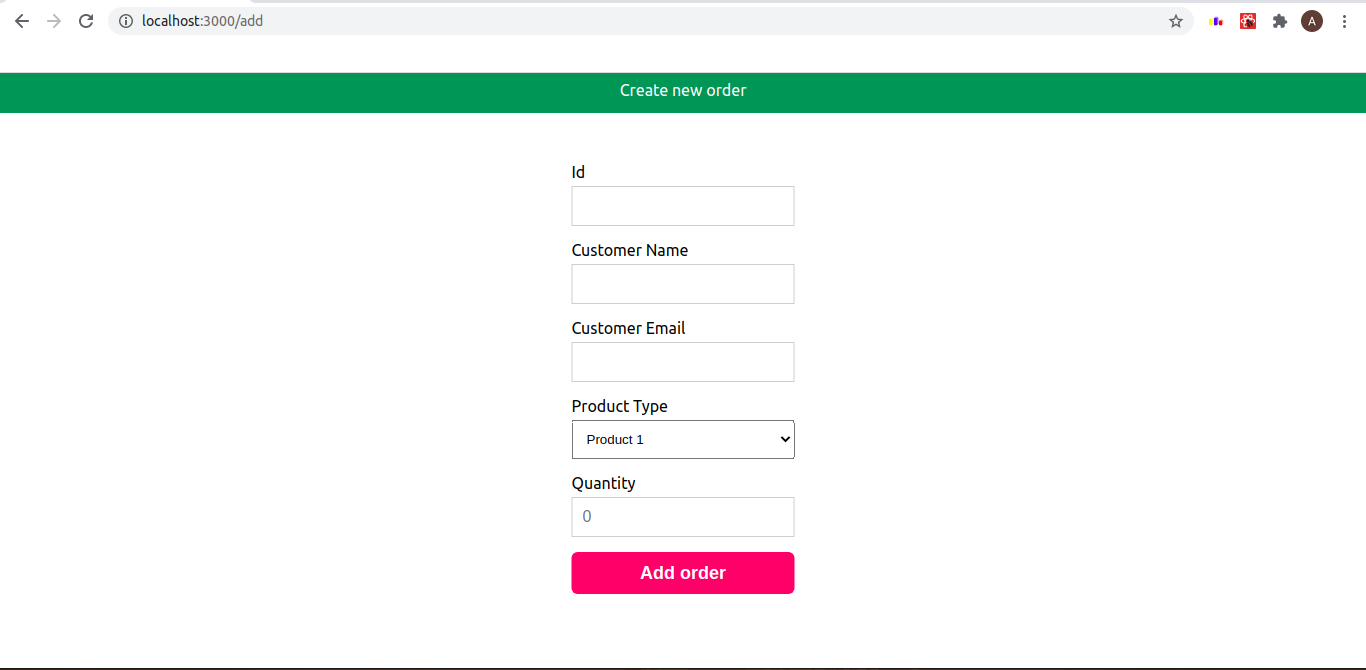 localhost:3000/add
A
Create new order
Id
Customer Name
Customer Email
Product Type
Product 1
Quantity
0
Add order